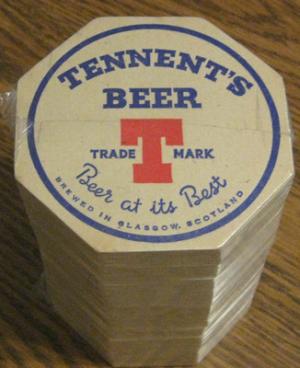 TENNENT'S
BEER
TRADE T MARK
Beer at its Best
BREWED IN GLASGOW, SCOTLAND